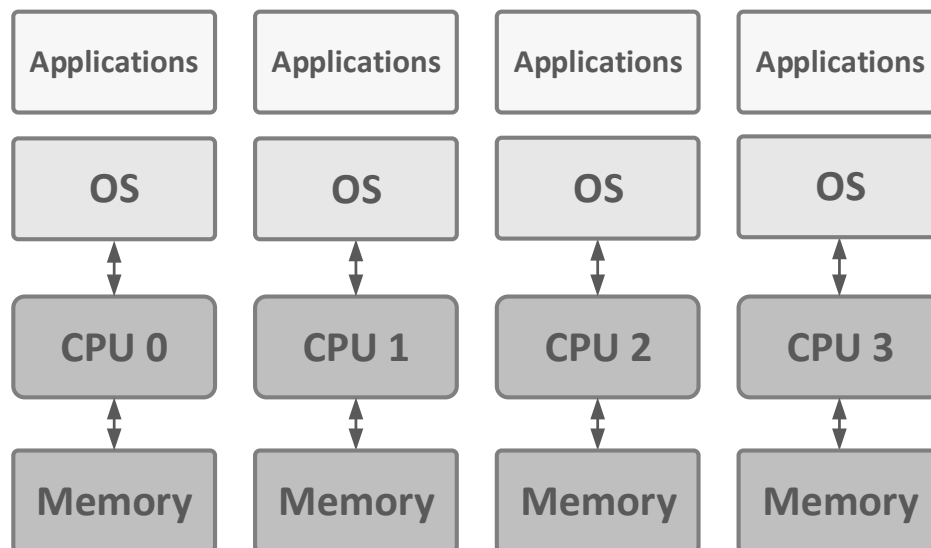 Applications Applications Applications Applications
OS OS OS OS
CPU 0 CPU 1 CPU 2 CPU 3
Memory Memory Memory Memory